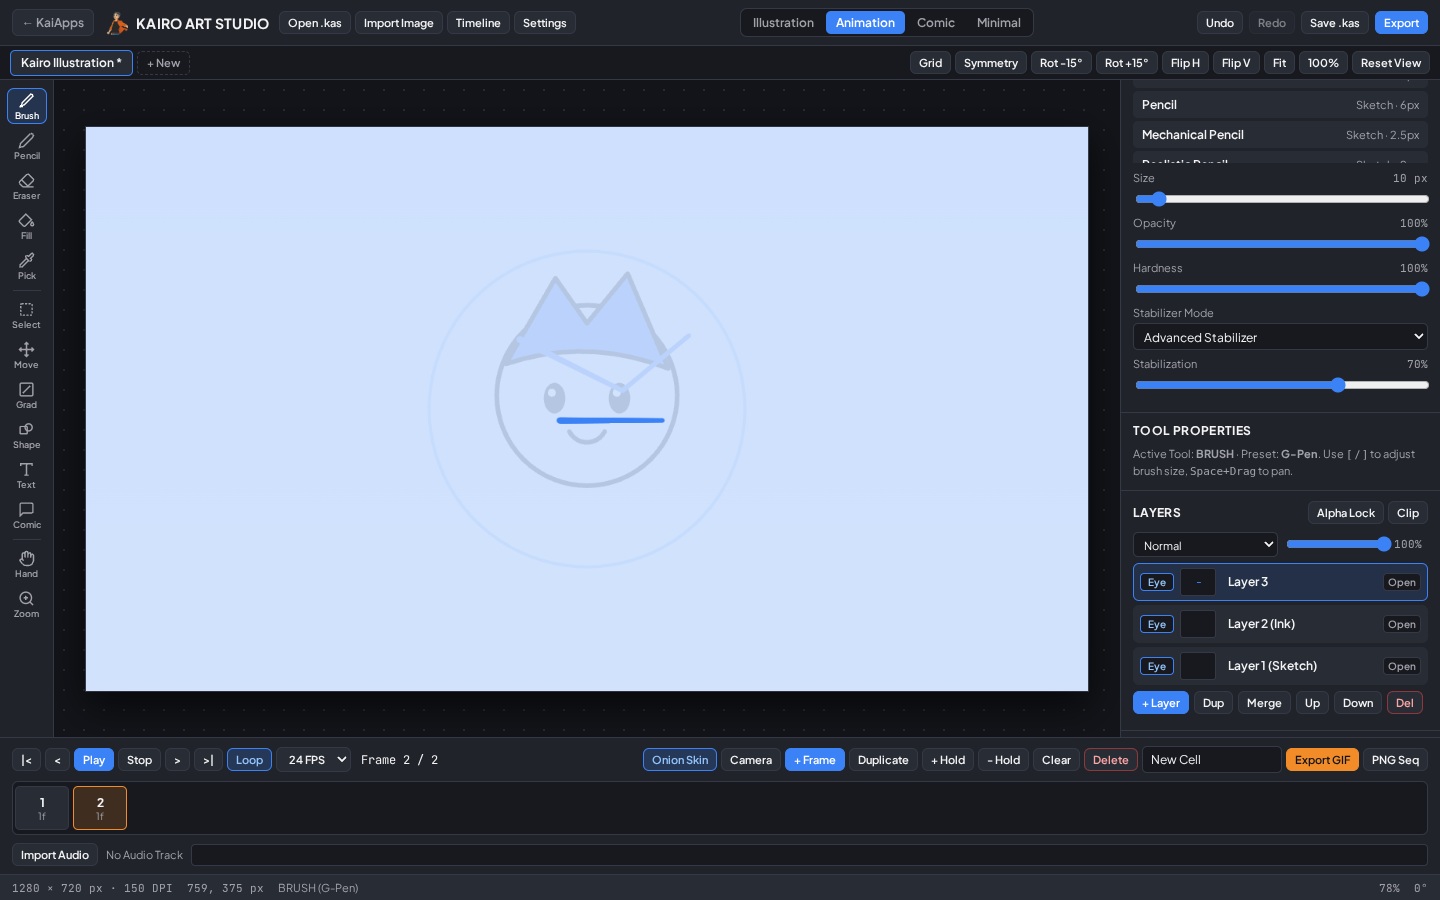 ← KaiApps KAIRO ART STUDIO Open .kas Import Image Timeline Settings Illustration Animation Comic Minimal Undo Redo Save .kas Export
Kairo Illustration * + New Grid Symmetry Rot -15° Rot +15° Flip H Flip V Fit 100% Reset View
Brush
Pencil
Eraser
Fill
Pick
Select
Move
Grad
Shape
Text
Comic
Hand
Zoom
Pencil Sketch · 6px
Mechanical Pencil Sketch · 2.5px
Size 10 px
Opacity 100%
Hardness 100%
Stabilizer Mode
Advanced Stabilizer
Stabilization 70%
TOOL PROPERTIES
Active Tool: BRUSH · Preset: G-Pen. Use [ / ] to adjust
brush size, Space+Drag to pan.
LAYERS Alpha Lock Clip
Normal 100%
Eye Layer 3 Open
Eye Layer 2 (Ink) Open
Eye Layer 1 (Sketch) Open
+ Layer Dup Merge Up Down Del
|< < Play Stop > >| Loop 24 FPS Frame 2 / 2 Onion Skin Camera + Frame Duplicate + Hold - Hold Clear Delete New Cell Export GIF PNG Seq
1 2
1f 1f
Import Audio No Audio Track
1280 × 720 px · 150 DPI 759, 375 px BRUSH (G-Pen) 78% 0°